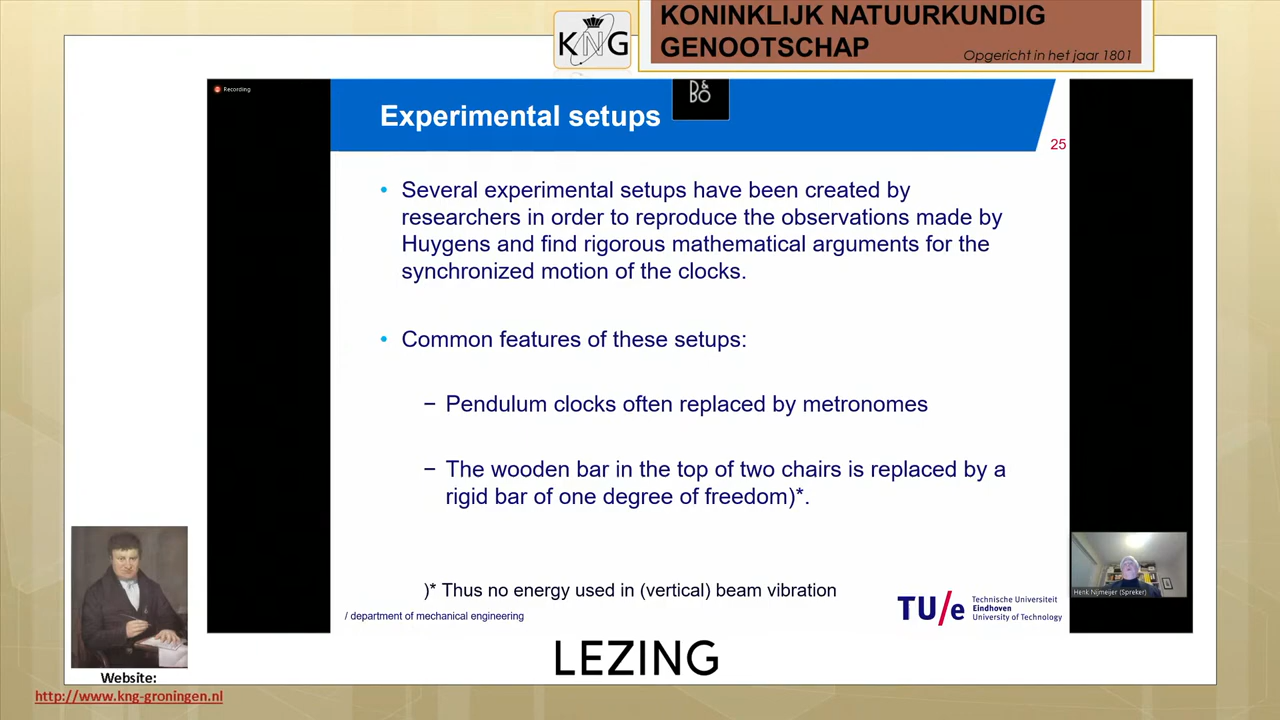 KNG
KONINKLIJK NATUURKUNDIG
GENOOTSCHAP
Opgericht in het jaar 1801
Recording
Experimental setups
25
• Several experimental setups have been created by
researchers in order to reproduce the observations made by
Huygens and find rigorous mathematical arguments for the
synchronized motion of the clocks.
• Common features of these setups:
− Pendulum clocks often replaced by metronomes
− The wooden bar in the top of two chairs is replaced by a
rigid bar of one degree of freedom)*.
)* Thus no energy used in (vertical) beam vibration
/ department of mechanical engineering
TU/e
Technische Universiteit
Eindhoven
University of Technology
Henk Nijmeijer (Spreker)
LEZING
Website:
http://www.kng-groningen.nl